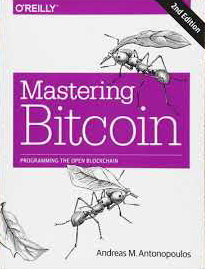 O'REILLY
2nd Edition
Mastering
Bitcoin
PROGRAMMING THE OPEN BLOCKCHAIN
Andreas M. Antonopoulos